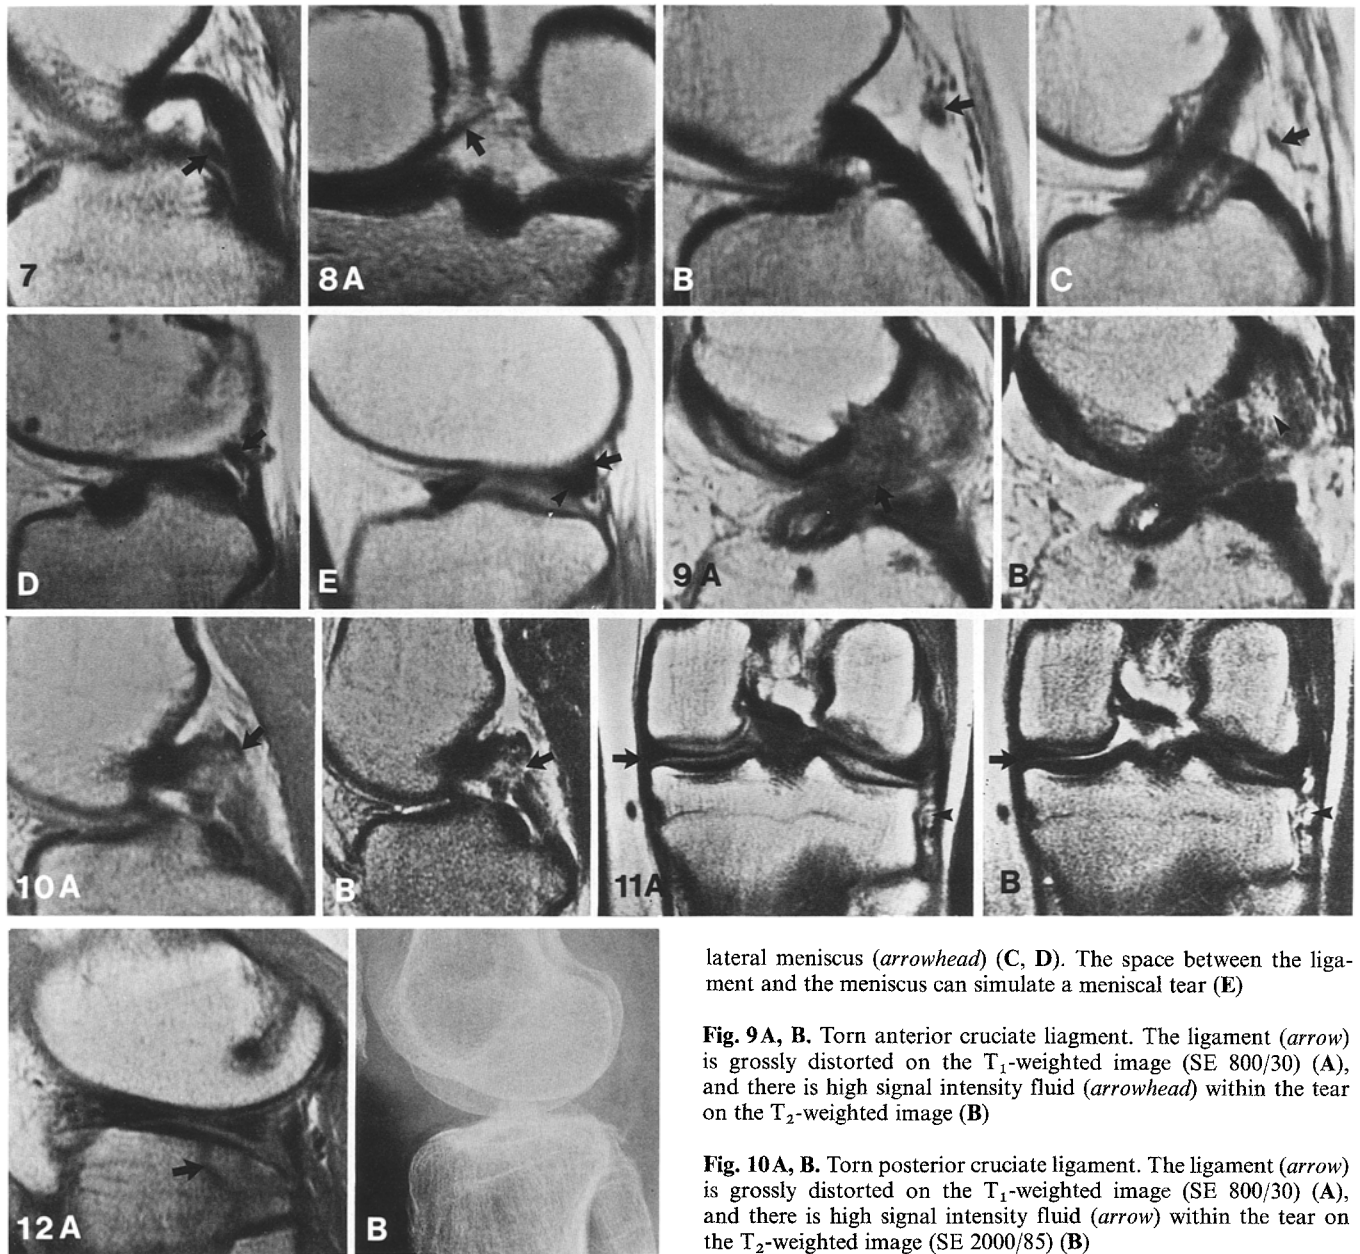 7
8 A
B
C
D
E
9 A
B
10 A
B
11A
B
12 A
B
lateral meniscus (arrowhead) (C, D). The space between the liga-
ment and the meniscus can simulate a meniscal tear (E)
Fig. 9 A, B. Torn anterior cruciate liagment. The ligament (arrow)
is grossly distorted on the T₁-weighted image (SE 800/30) (A),
and there is high signal intensity fluid (arrowhead) within the tear
on the T₂-weighted image (B)
Fig. 10 A, B. Torn posterior cruciate ligament. The ligament (arrow)
is grossly distorted on the T₁-weighted image (SE 800/30) (A),
and there is high signal intensity fluid (arrow) within the tear on
the T₂-weighted image (SE 2000/85) (B)